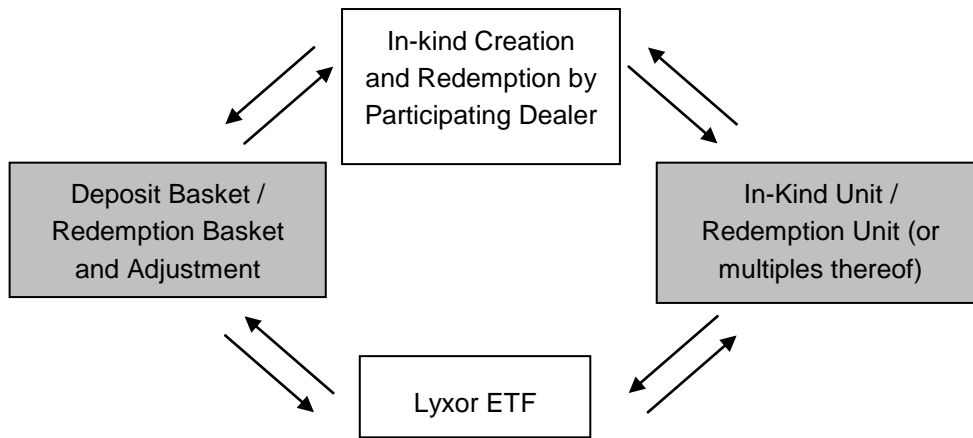 In-kind Creation
and Redemption by
Participating Dealer
Deposit Basket /
Redemption Basket
and Adjustment
In-Kind Unit /
Redemption Unit (or
multiples thereof)
Lyxor ETF